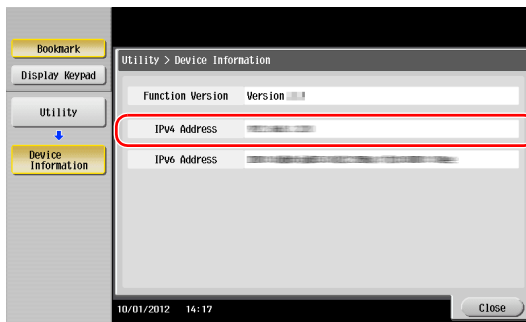 Bookmark
Display Keypad
Utility
Device
Information
Utility > Device Information
Function Version Version
IPv4 Address
IPv6 Address
10/01/2012 14:17
Close